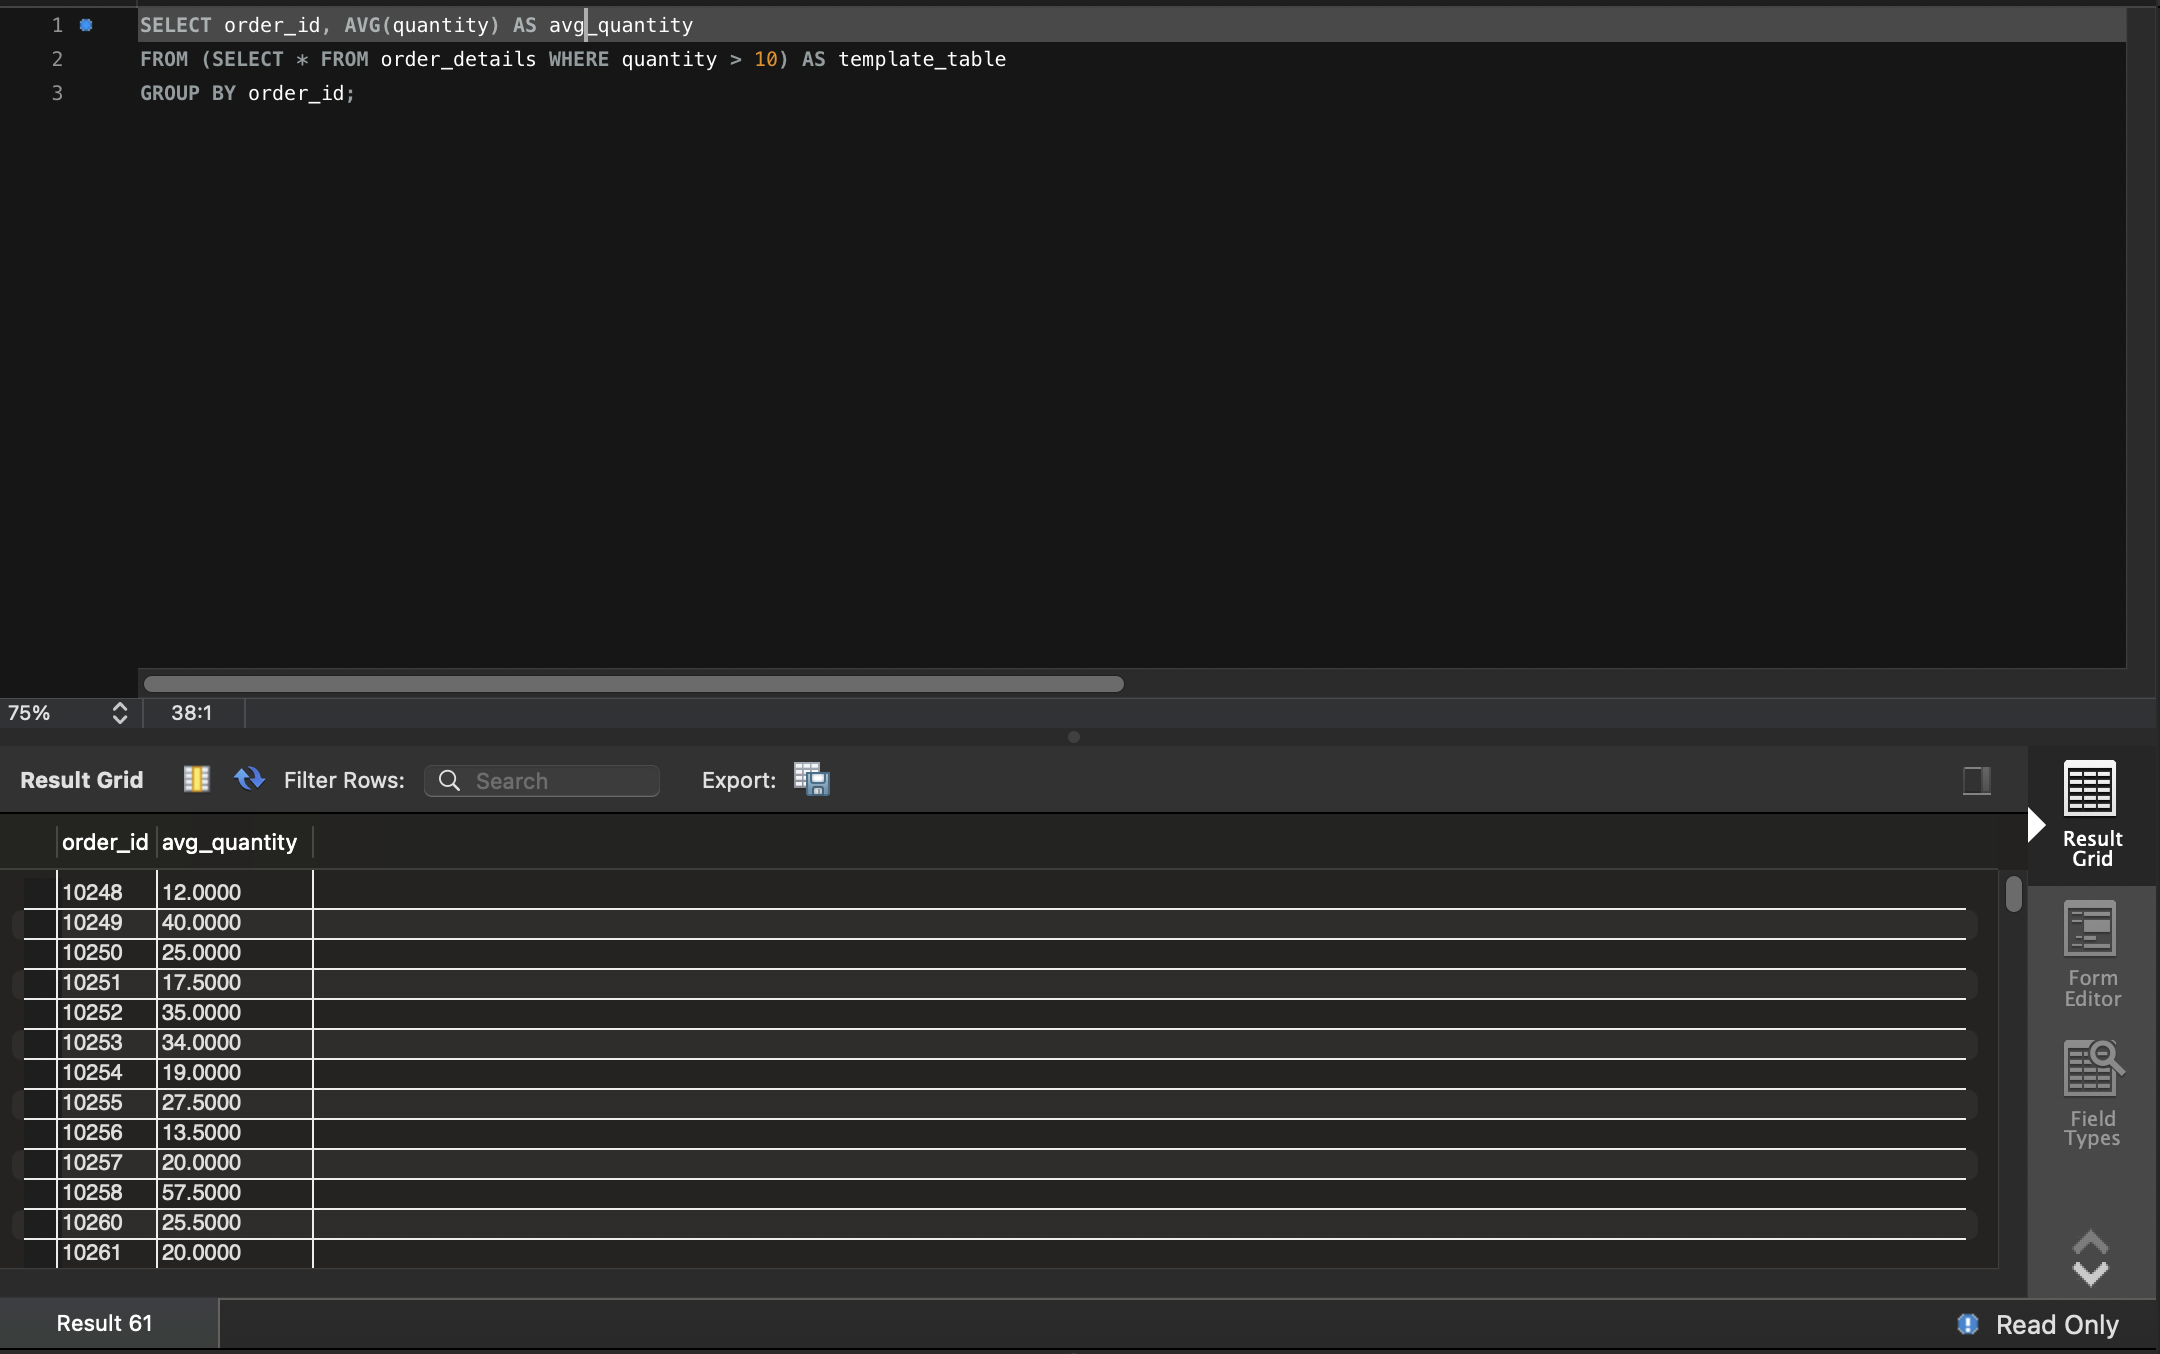 1 SELECT order_id, AVG(quantity) AS avg_quantity
2 FROM (SELECT * FROM order_details WHERE quantity > 10) AS template_table
3 GROUP BY order_id;
75% 38:1
Result Grid Filter Rows: Search Export:
Result
Grid
Form
Editor
Field
Types
order_id avg_quantity
10248 12.0000
10249 40.0000
10250 25.0000
10251 17.5000
10252 35.0000
10253 34.0000
10254 19.0000
10255 27.5000
10256 13.5000
10257 20.0000
10258 57.5000
10260 25.5000
10261 20.0000
Result 61 Read Only